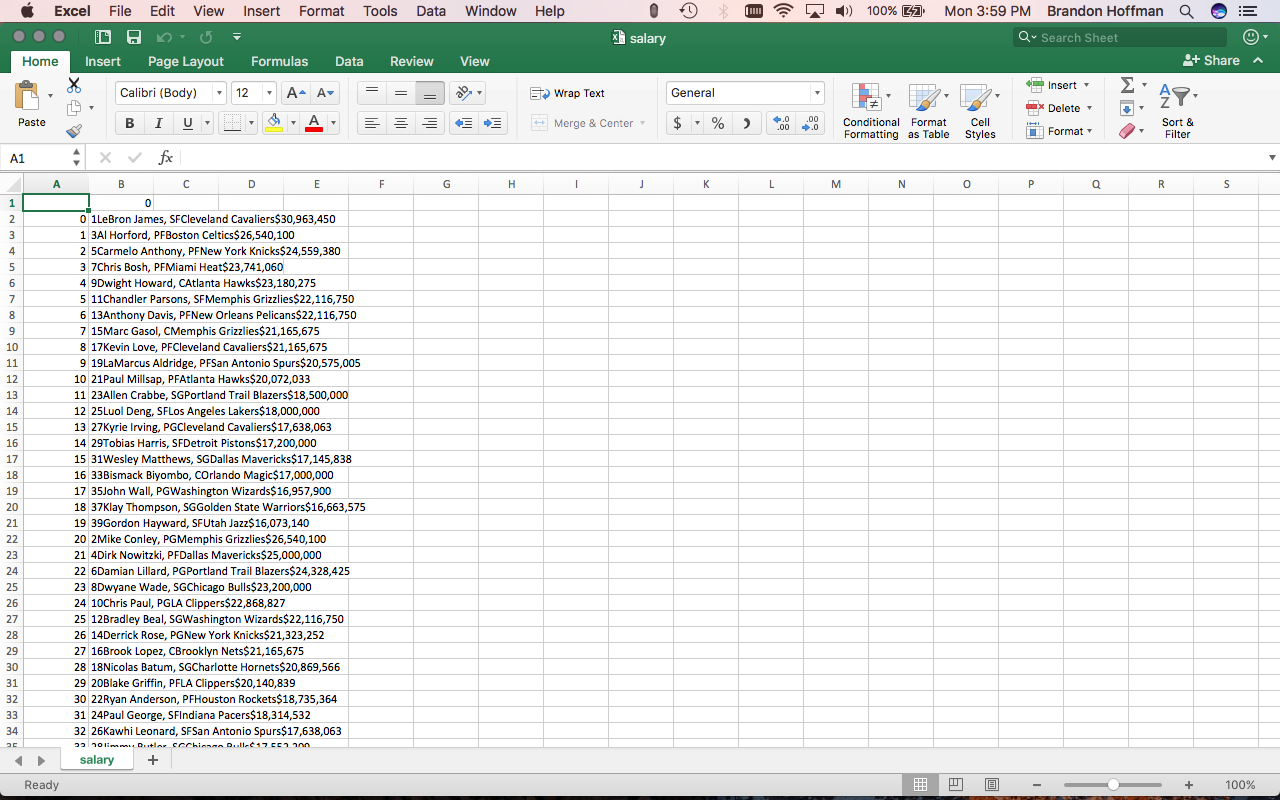 Excel File Edit View Insert Format Tools Data Window Help 100% Mon 3:59 PM Brandon Hoffman
salary Search Sheet
Home Insert Page Layout Formulas Data Review View Share
Paste Calibri (Body) 12 A A Wrap Text General Conditional Formatting Format as Table Cell Styles Insert Delete Format Sort & Filter
B I U A Merge & Center $ % .0 .00 .00 .0
A1 fx
A B C D E F G H I J K L M N O P Q R S
1 0
2 0 1LeBron James, SFCleveland Cavaliers$30,963,450
3 1 3Al Horford, PFBoston Celtics$26,540,100
4 2 5Carmelo Anthony, PFNew York Knicks$24,559,380
5 3 7Chris Bosh, PFMiami Heat$23,741,060
6 4 9Dwight Howard, CAtlanta Hawks$23,180,275
7 5 11Chandler Parsons, SFMemphis Grizzlies$22,116,750
8 6 13Anthony Davis, PFNew Orleans Pelicans$22,116,750
9 7 15Marc Gasol, CMemphis Grizzlies$21,165,675
10 8 17Kevin Love, PFCleveland Cavaliers$21,165,675
11 9 19LaMarcus Aldridge, PFSan Antonio Spurs$20,575,005
12 10 21Paul Millsap, PFAtlanta Hawks$20,072,033
13 11 23Allen Crabbe, SGPortland Trail Blazers$18,500,000
14 12 25Luol Deng, SFLos Angeles Lakers$18,000,000
15 13 27Kyrie Irving, PGCleveland Cavaliers$17,638,063
16 14 29Tobias Harris, SFDetroit Pistons$17,200,000
17 15 31Wesley Matthews, SGDallas Mavericks$17,145,838
18 16 33Bismack Biyombo, COrlando Magic$17,000,000
19 17 35John Wall, PGWashington Wizards$16,957,900
20 18 37Klay Thompson, SGGolden State Warriors$16,663,575
21 19 39Gordon Hayward, SFUtah Jazz$16,073,140
22 20 2Mike Conley, PGMemphis Grizzlies$26,540,100
23 21 4Dirk Nowitzki, PFDallas Mavericks$25,000,000
24 22 6Damian Lillard, PGPortland Trail Blazers$24,328,425
25 23 8Dwyane Wade, SGChicago Bulls$23,200,000
26 24 10Chris Paul, PGLA Clippers$22,868,827
27 25 12Bradley Beal, SGWashington Wizards$22,116,750
28 26 14Derrick Rose, PGNew York Knicks$21,323,252
29 27 16Brook Lopez, CBrooklyn Nets$21,165,675
30 28 18Nicolas Batum, SGCharlotte Hornets$20,869,566
31 29 20Blake Griffin, PFLA Clippers$20,140,839
32 30 22Ryan Anderson, PFHouston Rockets$18,735,364
33 31 24Paul George, SFIndiana Pacers$18,314,532
34 32 26Kawhi Leonard, SFSan Antonio Spurs$17,638,063
35 33 28Jimmy Butler, SGChicago Bulls$17,552,209
salary +
Ready 100%